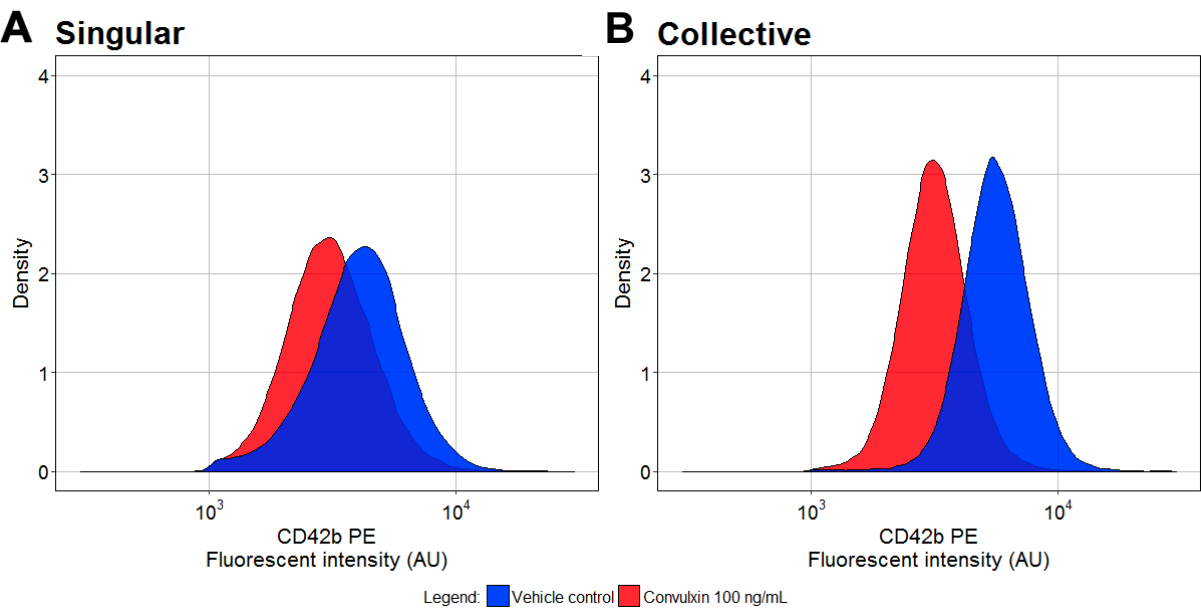 A Singular
4
3
2
1
0
Density
10³ 10⁴
CD42b PE
Fluorescent intensity (AU)
B Collective
4
3
2
1
0
Density
10³ 10⁴
CD42b PE
Fluorescent intensity (AU)
Legend: Vehicle control Convulxin 100 ng/mL